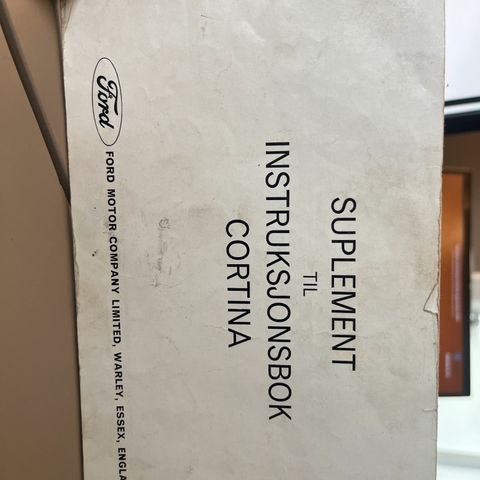 SUPLEMENT
TIL
INSTRUKSJONSBOK
CORTINA
Ford
FORD MOTOR COMPANY LIMITED, WARLEY, ESSEX, ENGLA